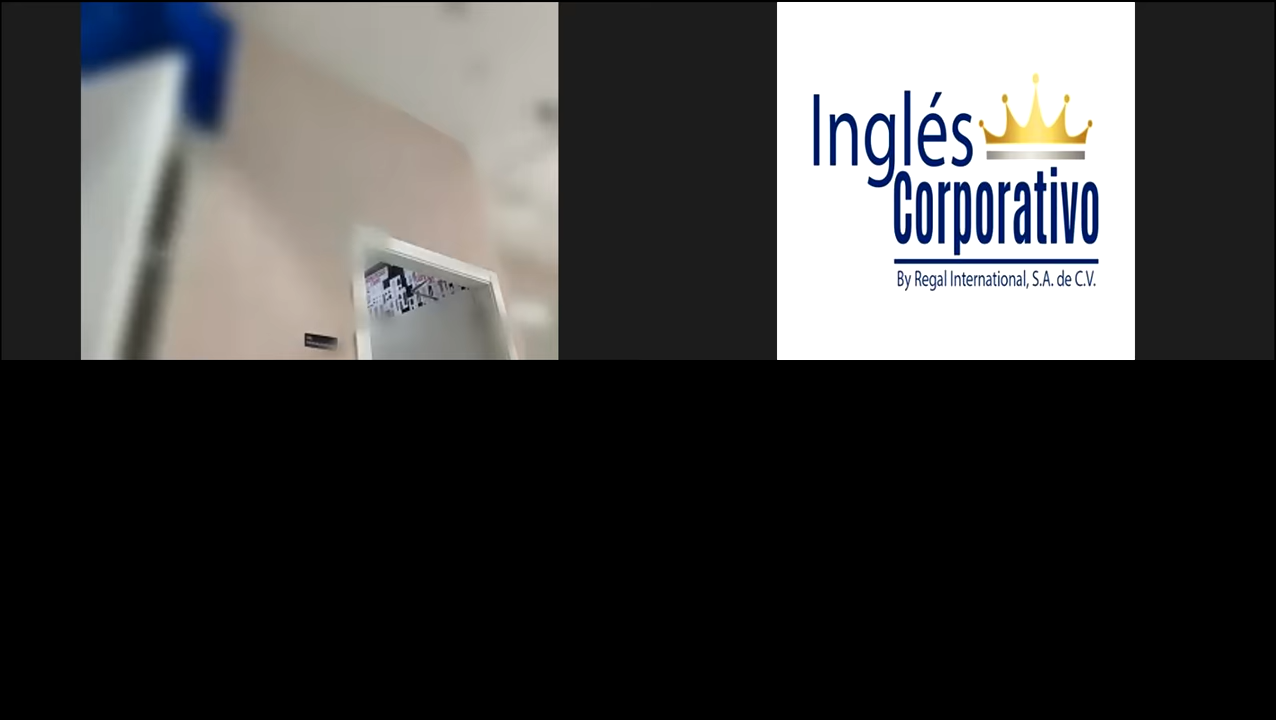 Inglés
Corporativo
By Regal International, S.A. de C.V.